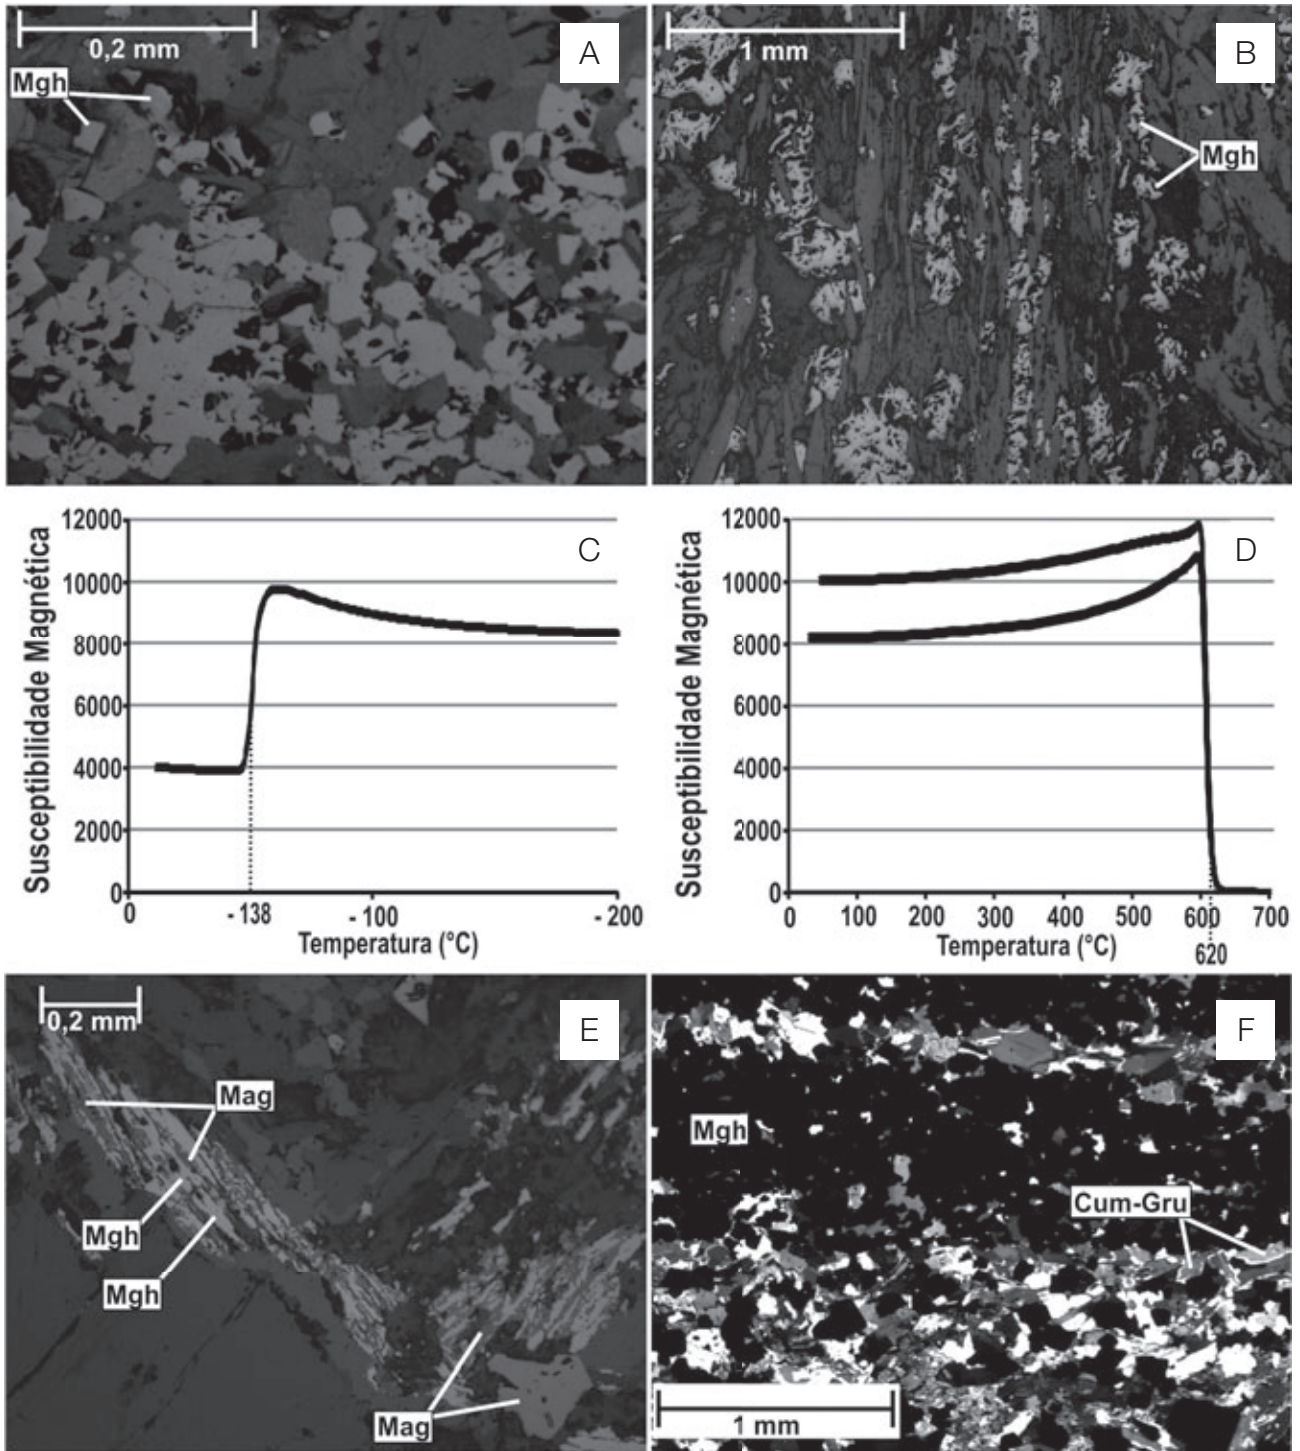 0,2 mm
A
Mgh
1 mm
B
Mgh
Susceptibilidade Magnética
12000
10000
8000
6000
4000
2000
0
C
0
- 138
- 100
- 200
Temperatura (°C)
Susceptibilidade Magnética
12000
10000
8000
6000
4000
2000
0
D
0
100
200
300
400
500
600
700
620
Temperatura (°C)
0,2 mm
E
Mag
Mgh
Mgh
Mag
F
Mgh
Cum-Gru
1 mm